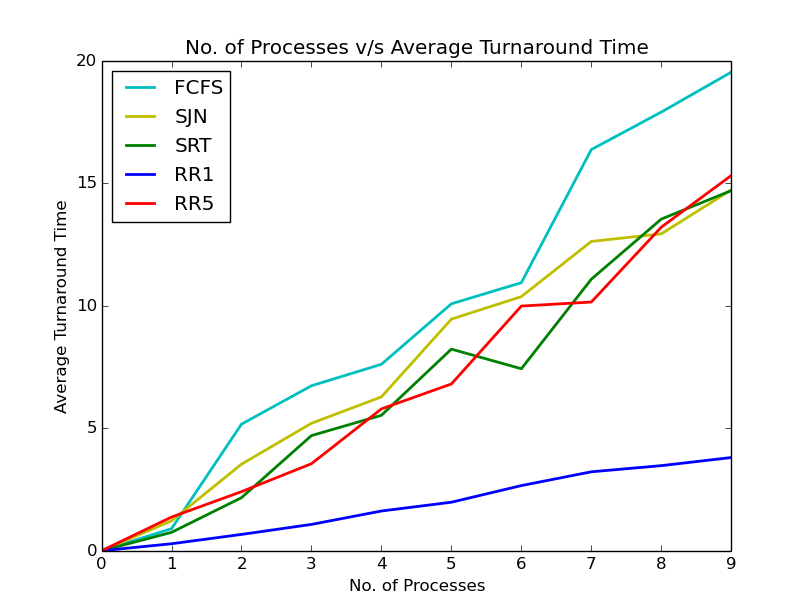 No. of Processes v/s Average Turnaround Time
FCFS
SJN
SRT
RR1
RR5
20
15
10
5
0
Average Turnaround Time
0 1 2 3 4 5 6 7 8 9
No. of Processes